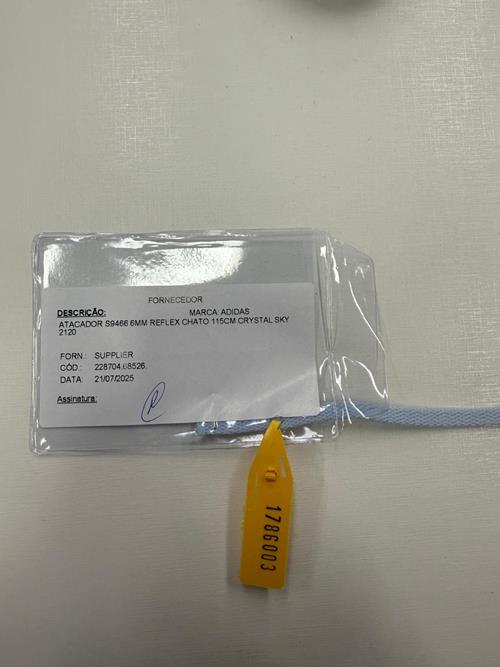 FORNECEDOR
DESCRIÇÃO: MARCA: ADIDAS
ATACADOR S9466 6MM REFLEX CHATO 115CM CRYSTAL SKY
2120
FORN.: SUPPLIER
CÓD.: 228704.68526.
DATA: 21/07/2025
Assinatura:
1786003